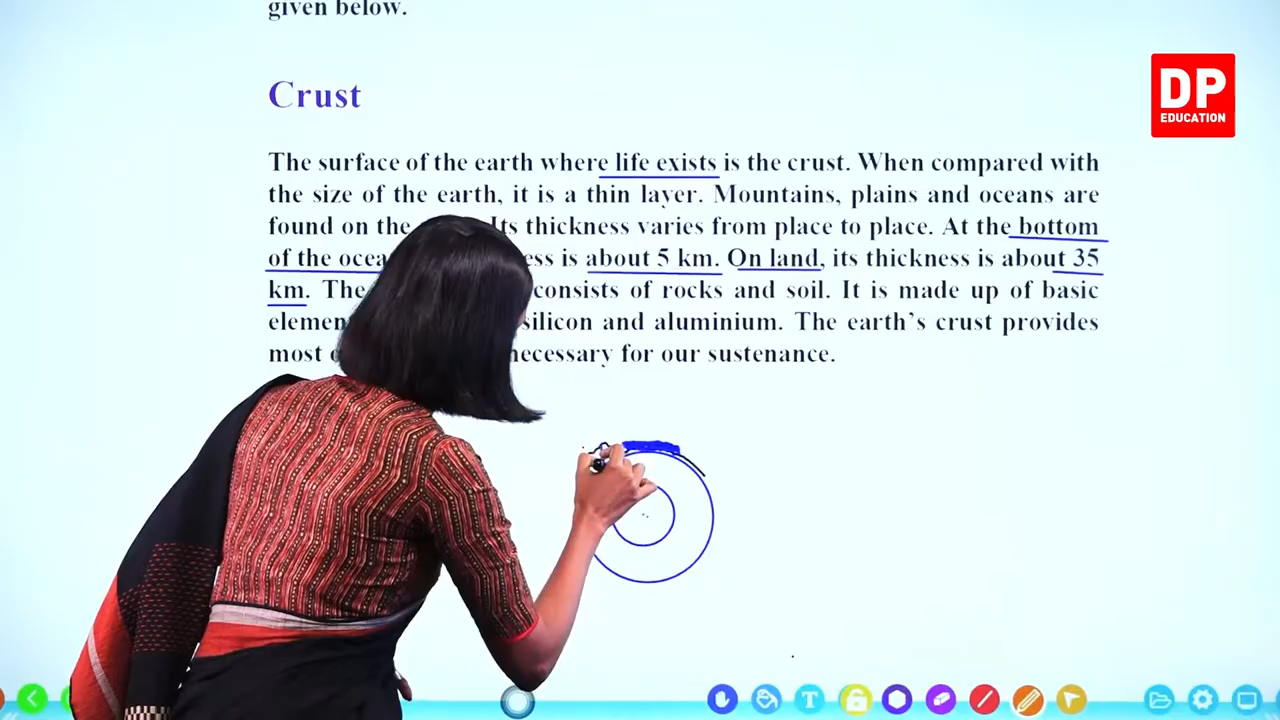 given below.
DP
EDUCATION
Crust
The surface of the earth where life exists is the crust. When compared with
the size of the earth, it is a thin layer. Mountains, plains and oceans are
found on the Its thickness varies from place to place. At the bottom
of the is about 5 km. On land, its thickness is about 35
km. The consists of rocks and soil. It is made up of basic
silicon and aluminium. The earth's crust provides
most necessary for our sustenance.
T